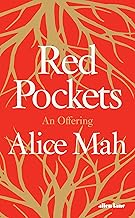 Red
Pockets
An Offering
Alice Mah
allen lane